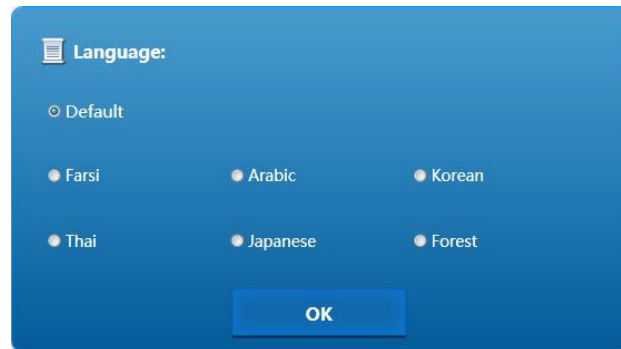 Language:
Default
Farsi Arabic Korean
Thai Japanese Forest
OK